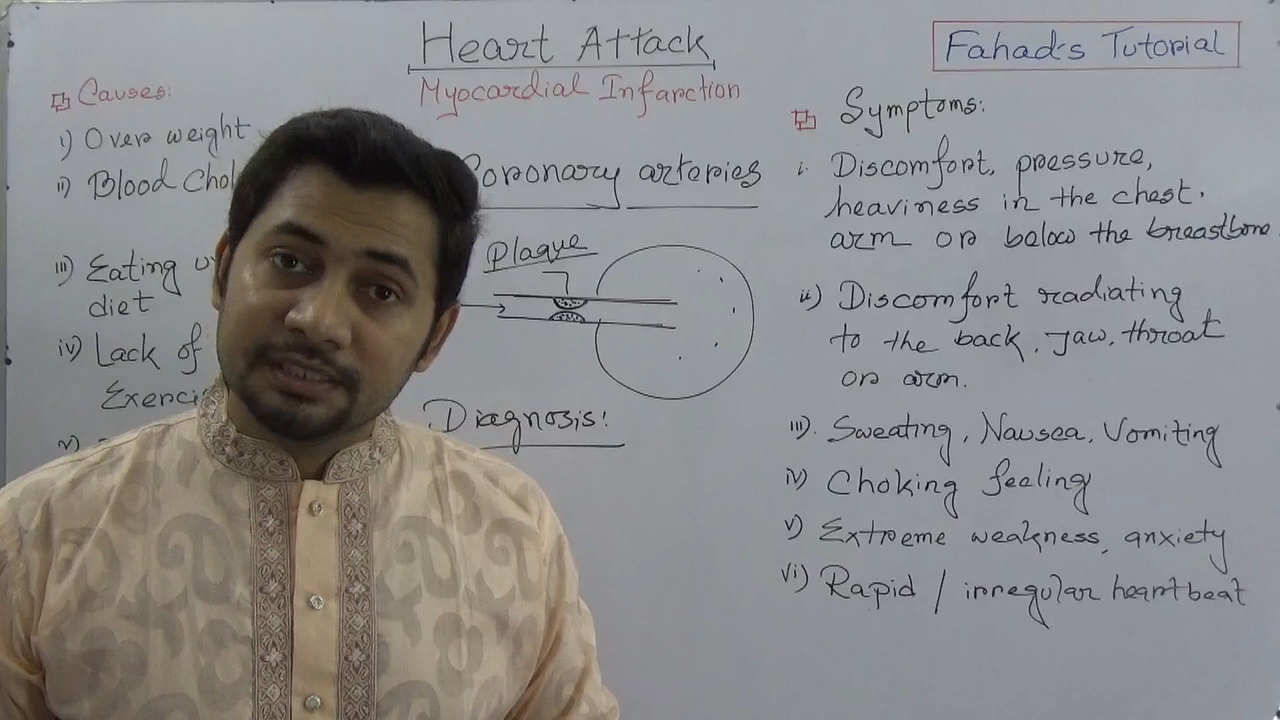 Heart Attack
Myocardial Infarction
Fahad's Tutorial
Causes:
i) Over weight
ii) Blood Chol
iii) Eating
diet
iv) Lack of
Exerci
v)
Coronary arteries
Plaque
Diagnosis:
Symptoms:
i. Discomfort, pressure,
heaviness in the chest.
arm or below the breastbone
ii) Discomfort radiating
to the back, Jaw, throat
or arm.
iii). Sweating, Nausea, Vomiting
iv) Choking feeling
v) Extreme weakness, anxiety
vi) Rapid / irregular heartbeat